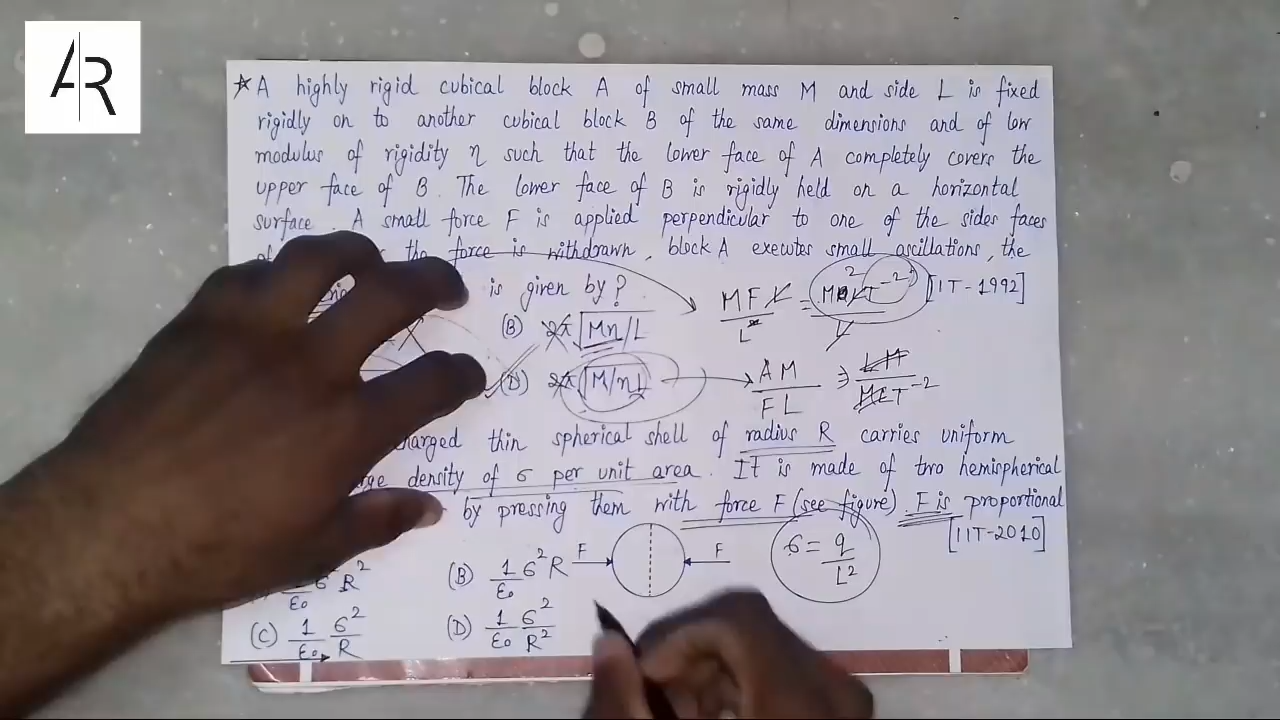 AR
☆ A highly rigid cubical block A of small mass M and side L is fixed
rigidly on to another cubical block B of the same dimensions and of low
modulus of rigidity η such that the lower face of A completely covers the
upper face of B. The lower face of B is rigidly held on a horizontal
surface. A small force F is applied perpendicular to one of the sides faces
the force is withdrawn, block A executes small oscillations, the
is given by? [IIT-1992]
(B) 2π√Mη/L
(D) 2π√M/ηL
AM/FL
charged thin spherical shell of radius R carries uniform
density of σ per unit area. It is made of two hemispherical
by pressing them with force F (see figure). F is proportional
[IIT-2010]
F F
σ = q/L²
σ²R² (B) 1/ε₀ σ²R
(C) 1/ε₀ σ²/R (D) 1/ε₀ σ²/R²